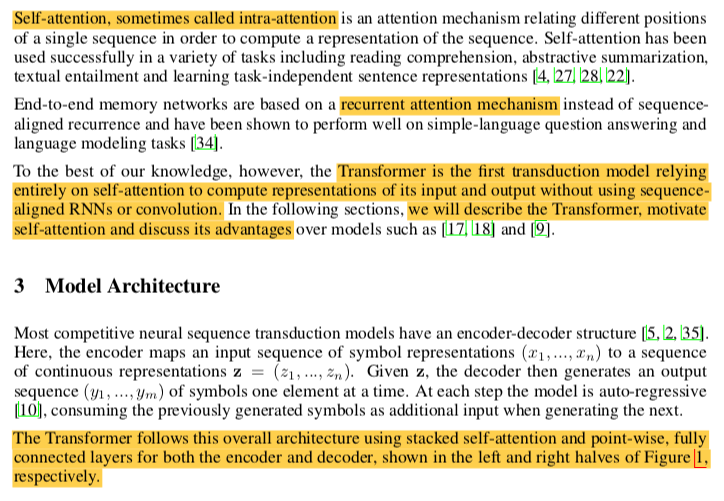 Self-attention, sometimes called intra-attention is an attention mechanism relating different positions
of a single sequence in order to compute a representation of the sequence. Self-attention has been
used successfully in a variety of tasks including reading comprehension, abstractive summarization,
textual entailment and learning task-independent sentence representations [4, 27, 28, 22].
End-to-end memory networks are based on a recurrent attention mechanism instead of sequence-
aligned recurrence and have been shown to perform well on simple-language question answering and
language modeling tasks [34].
To the best of our knowledge, however, the Transformer is the first transduction model relying
entirely on self-attention to compute representations of its input and output without using sequence-
aligned RNNs or convolution. In the following sections, we will describe the Transformer, motivate
self-attention and discuss its advantages over models such as [17, 18] and [9].
3 Model Architecture
Most competitive neural sequence transduction models have an encoder-decoder structure [5, 2, 35].
Here, the encoder maps an input sequence of symbol representations (x₁, ..., xₙ) to a sequence
of continuous representations z = (z₁, ..., zₙ). Given z, the decoder then generates an output
sequence (y₁, ..., yₘ) of symbols one element at a time. At each step the model is auto-regressive
[10], consuming the previously generated symbols as additional input when generating the next.
The Transformer follows this overall architecture using stacked self-attention and point-wise, fully
connected layers for both the encoder and decoder, shown in the left and right halves of Figure 1,
respectively.